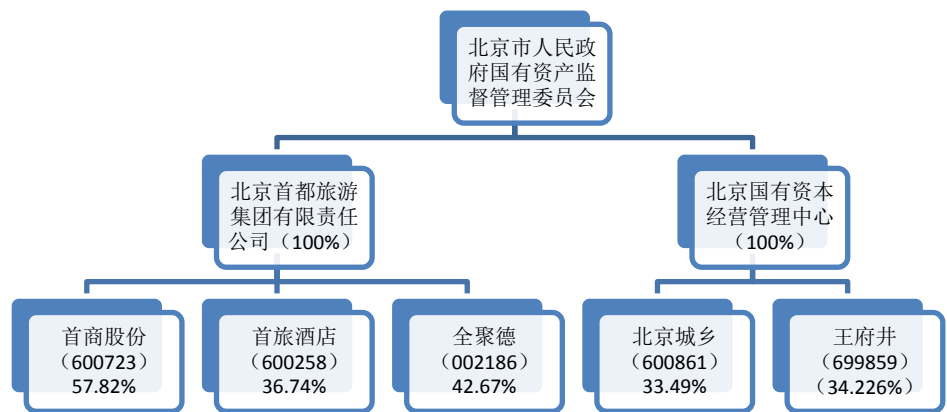 北京市人民政
府国有资产监
督管理委员会
北京首都旅游
集团有限责任
公司（100%）
北京国有资本
经营管理中心
（100%）
首商股份
（600723）
57.82%
首旅酒店
（600258）
36.74%
全聚德
（002186）
42.67%
北京城乡
（600861）
33.49%
王府井
（699859）
(34.226%）